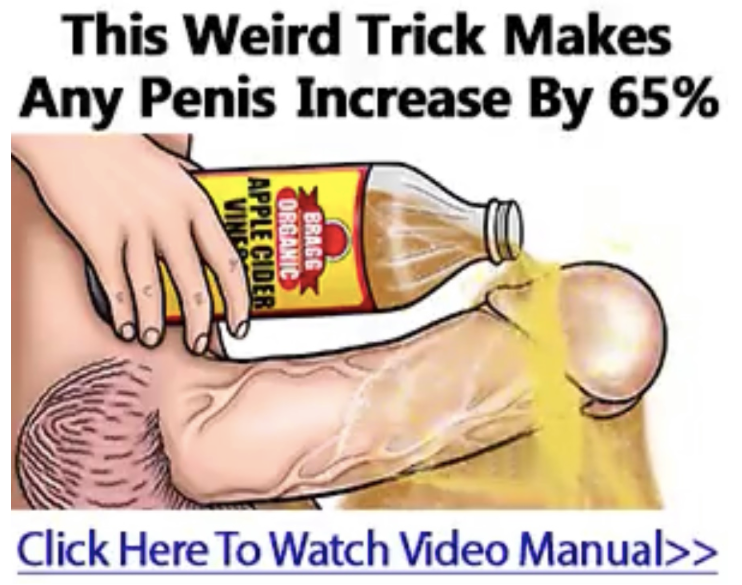 This Weird Trick Makes
Any Penis Increase By 65%
BRAGG
ORGANIC
APPLE CIDER
Click Here To Watch Video Manual>>